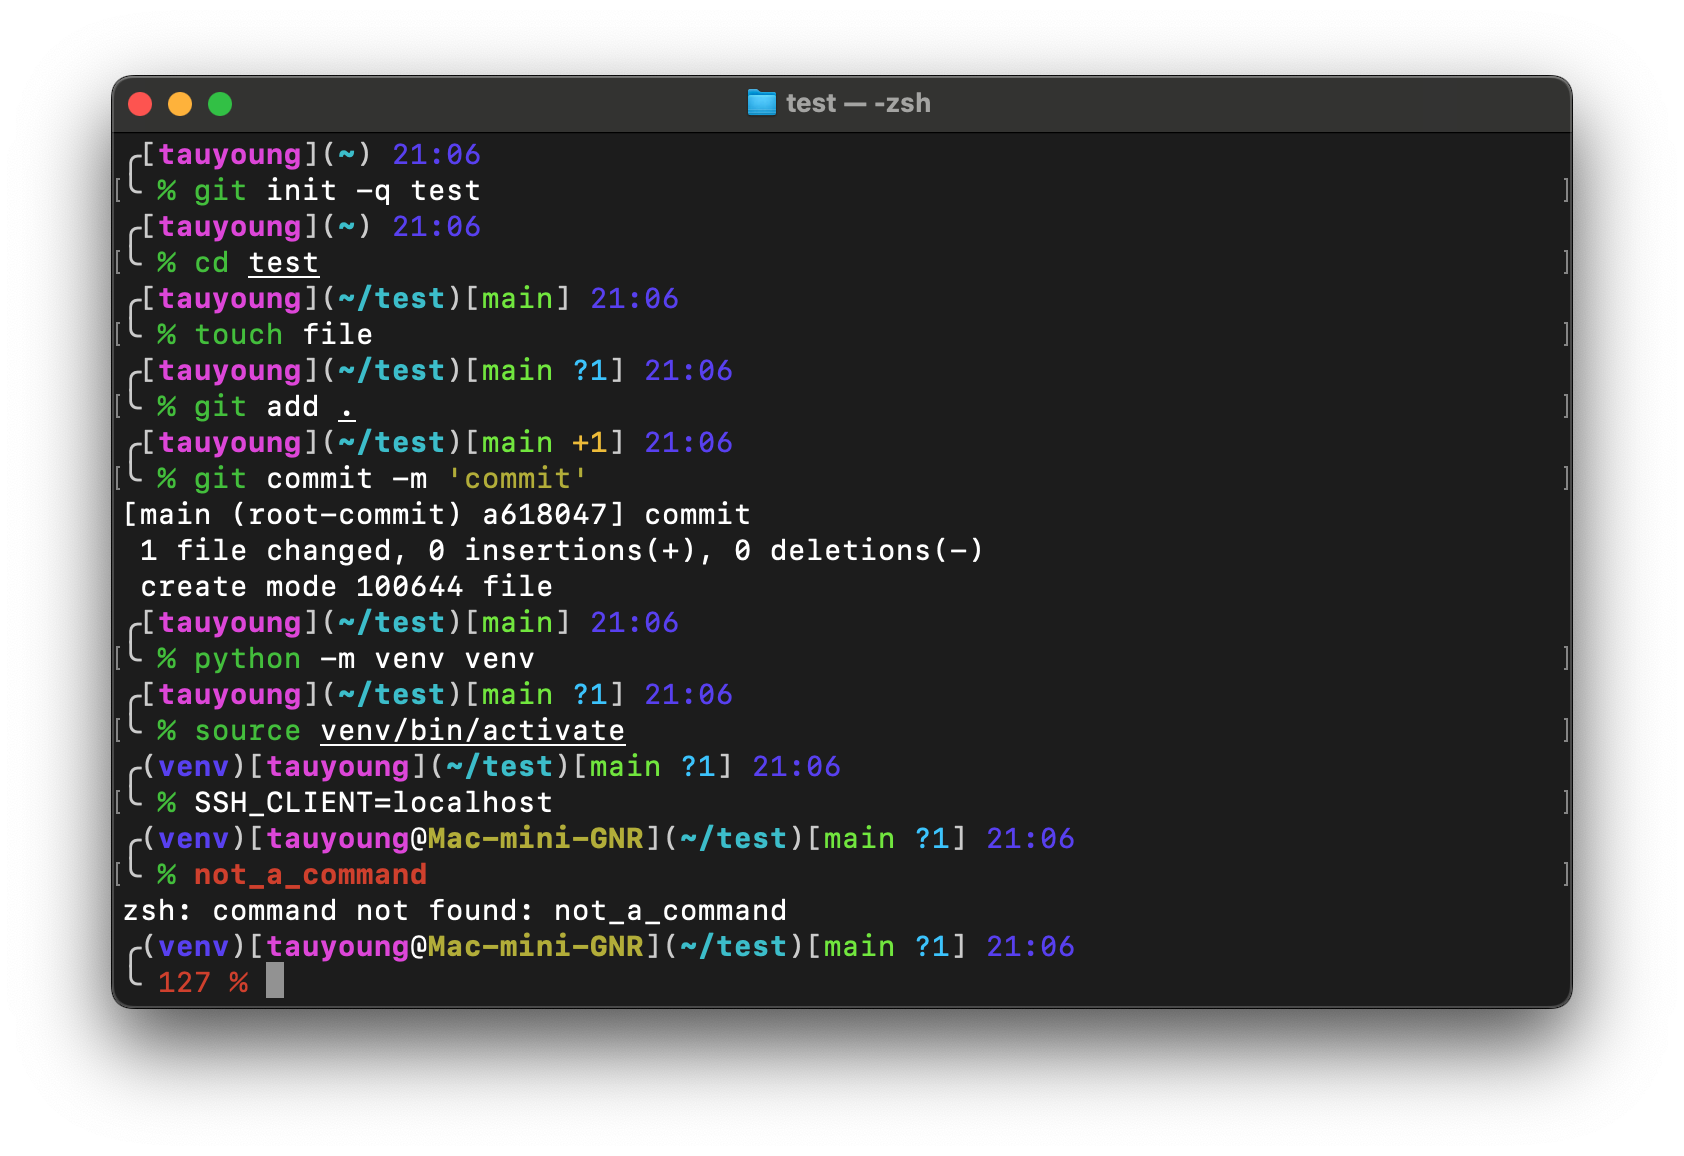 test — -zsh
╭[tauyoung](~) 21:06
╰ % git init -q test
╭[tauyoung](~) 21:06
╰ % cd test
╭[tauyoung](~/test)[main] 21:06
╰ % touch file
╭[tauyoung](~/test)[main ?1] 21:06
╰ % git add .
╭[tauyoung](~/test)[main +1] 21:06
╰ % git commit -m 'commit'
[main (root-commit) a618047] commit
 1 file changed, 0 insertions(+), 0 deletions(-)
 create mode 100644 file
╭[tauyoung](~/test)[main] 21:06
╰ % python -m venv venv
╭[tauyoung](~/test)[main ?1] 21:06
╰ % source venv/bin/activate
╭(venv)[tauyoung](~/test)[main ?1] 21:06
╰ % SSH_CLIENT=localhost
╭(venv)[tauyoung@Mac-mini-GNR](~/test)[main ?1] 21:06
╰ % not_a_command
zsh: command not found: not_a_command
╭(venv)[tauyoung@Mac-mini-GNR](~/test)[main ?1] 21:06
╰ 127 %